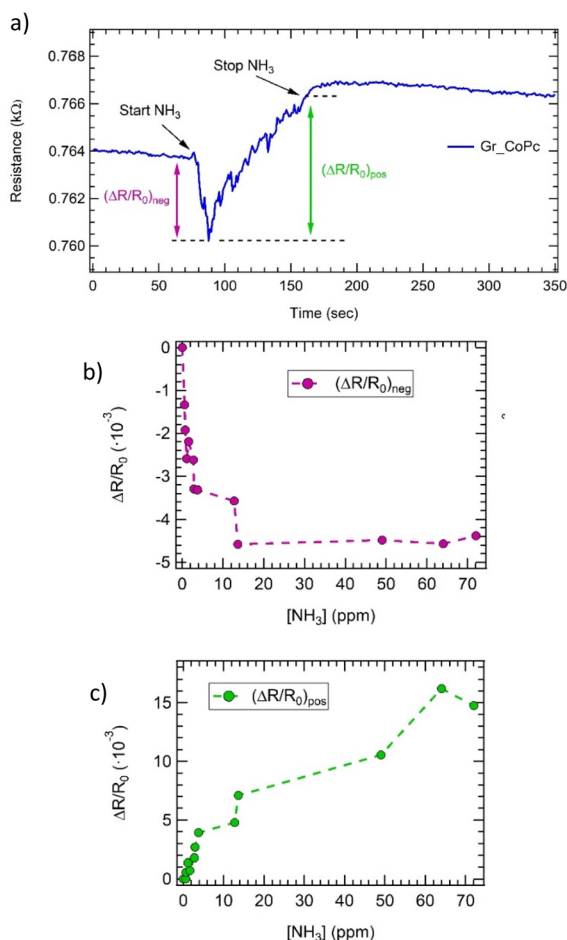 a)
0.768
0.766
0.764
0.762
0.760
Resistance (kΩ)
Stop NH3
Start NH3
Gr_CoPc
(ΔR/R0)neg
(ΔR/R0)pos
0 50 100 150 200 250 300 350
Time (sec)
b)
0
-1
-2
-3
-4
-5
ΔR/R0 (·10-3)
(ΔR/R0)neg
0 10 20 30 40 50 60 70
[NH3] (ppm)
c)
15
10
5
0
ΔR/R0 (·10-3)
(ΔR/R0)pos
0 10 20 30 40 50 60 70
[NH3] (ppm)